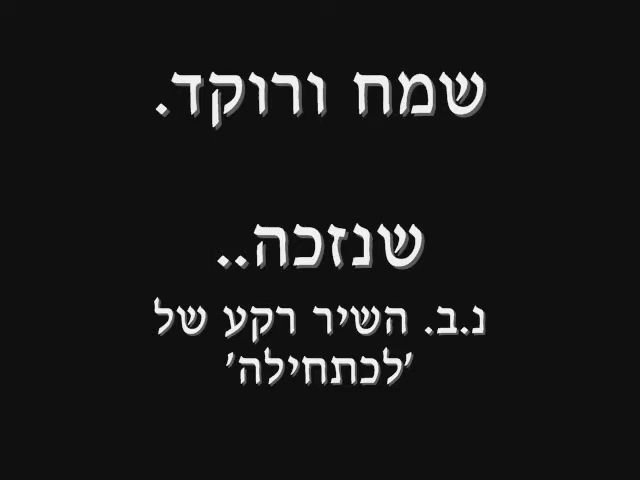 שמח ורוקד.
שנזכה..
נ.ב. השיר רקע של
'לכתחילה'